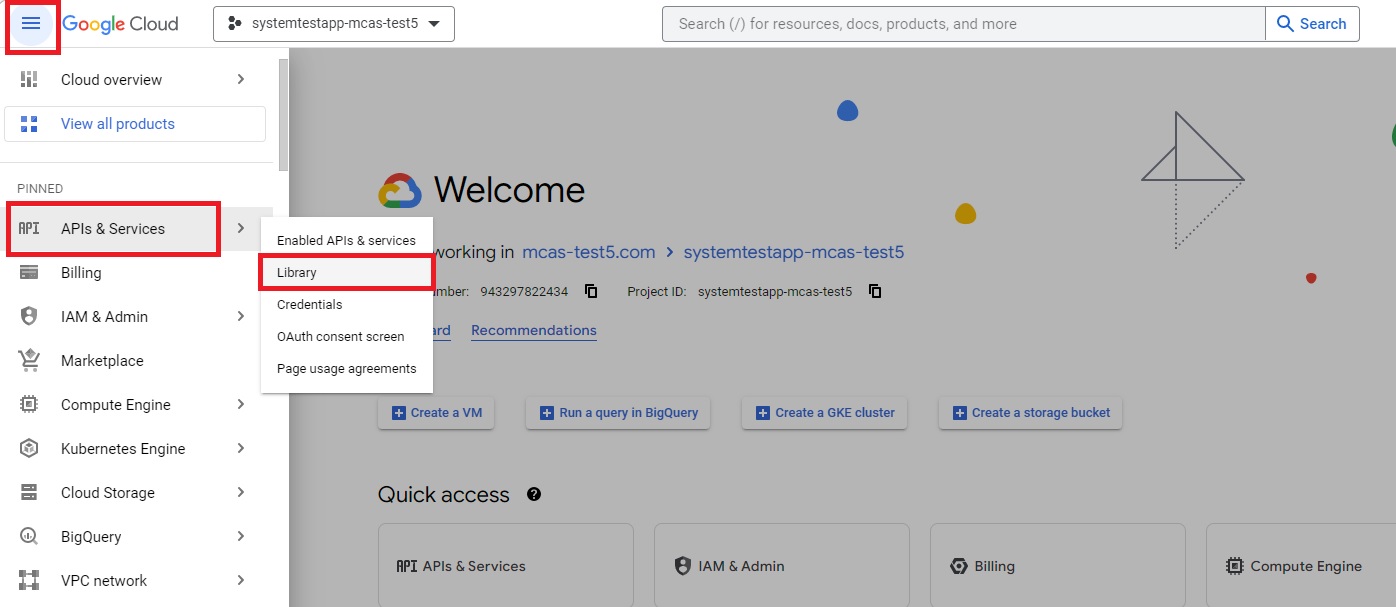 Google Cloud
systemtestapp-mcas-test5
Search (/) for resources, docs, products, and more
Search
Cloud overview
View all products
PINNED
API APIs & Services
Billing
IAM & Admin
Marketplace
Compute Engine
Kubernetes Engine
Cloud Storage
BigQuery
VPC network
Enabled APIs & services
Library
Credentials
OAuth consent screen
Page usage agreements
Welcome
working in mcas-test5.com > systemtestapp-mcas-test5
mber: 943297822434 Project ID: systemtestapp-mcas-test5
ard Recommendations
Create a VM
Run a query in BigQuery
Create a GKE cluster
Create a storage bucket
Quick access
API APIs & Services
IAM & Admin
Billing
Compute Engine